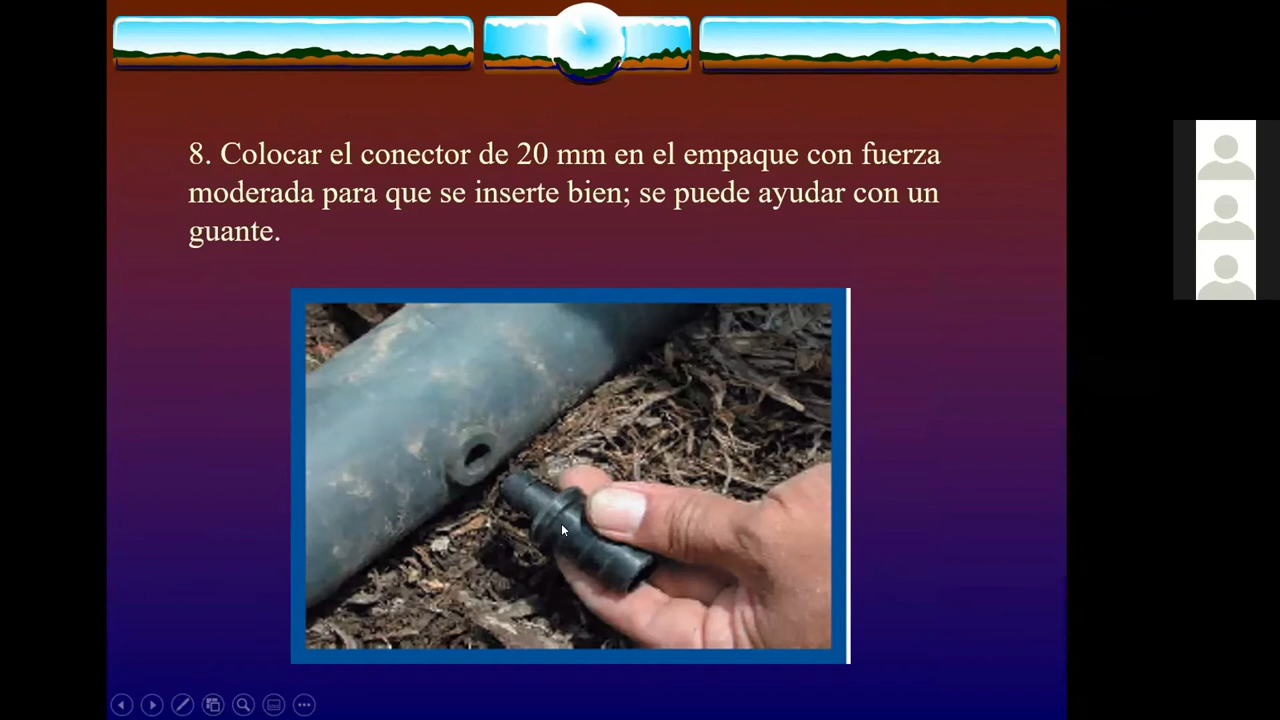 8. Colocar el conector de 20 mm en el empaque con fuerza
moderada para que se inserte bien; se puede ayudar con un
guante.